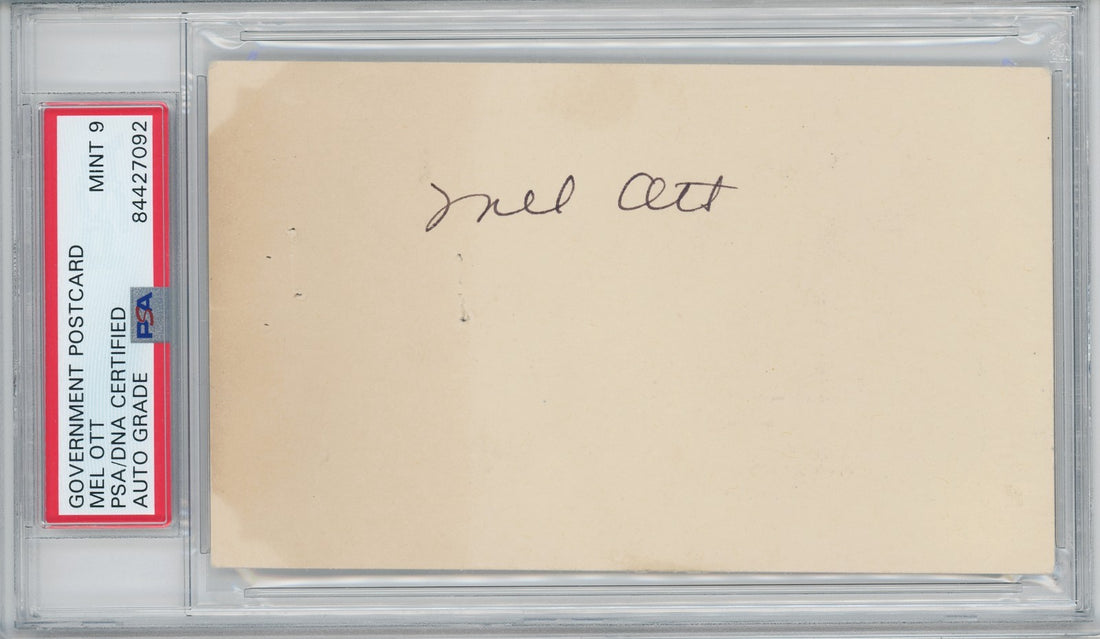 GOVERNMENT POSTCARD
MEL OTT
PSA/DNA CERTIFIED
AUTO GRADE
MINT 9
84427092
PSA
Mel Ott